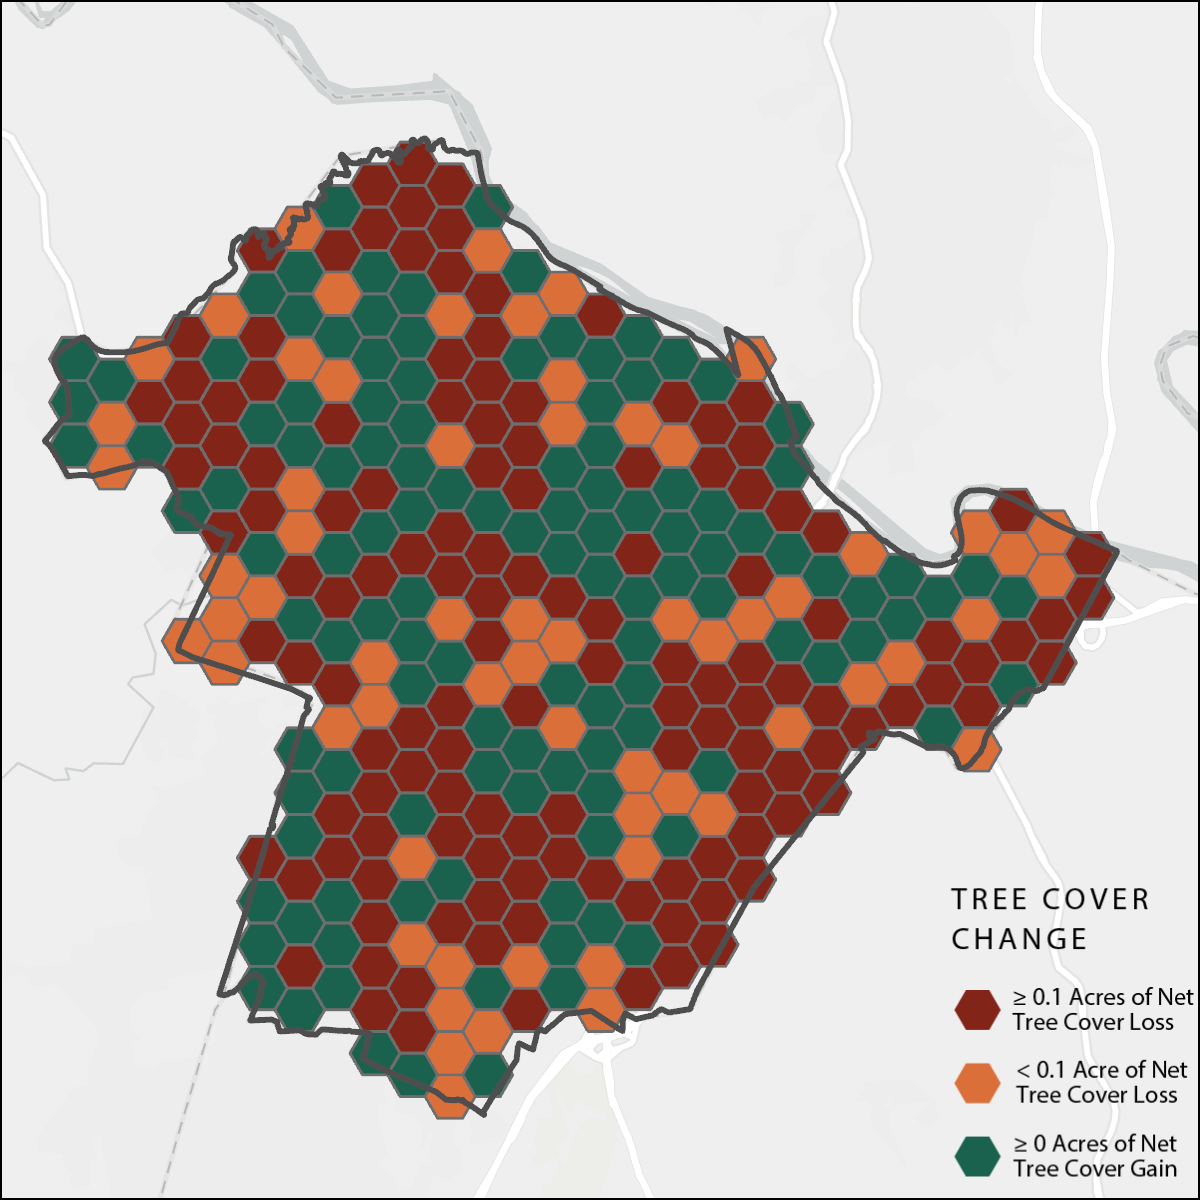 TREE COVER
CHANGE
≥ 0.1 Acres of Net
Tree Cover Loss
< 0.1 Acre of Net
Tree Cover Loss
≥ 0 Acres of Net
Tree Cover Gain